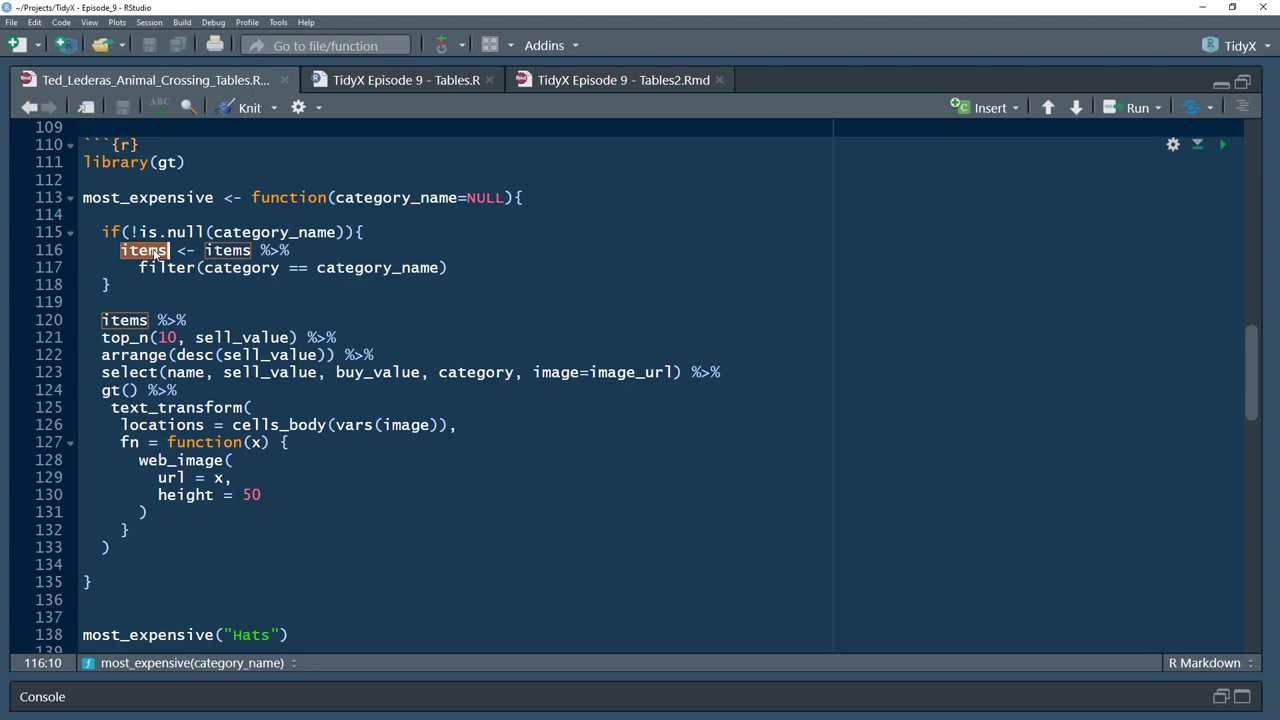 ~/Projects/TidyX - Episode_9 - RStudio
File Edit Code View Plots Session Build Debug Profile Tools Help
Go to file/function Addins TidyX
Ted_Lederas_Animal_Crossing_Tables.R... TidyX Episode 9 - Tables.R TidyX Episode 9 - Tables2.Rmd
ABC Knit Insert Run
109
110 ```{r}
111 library(gt)
112
113 most_expensive <- function(category_name=NULL){
114
115 if(!is.null(category_name)){
116 items <- items %>%
117 filter(category == category_name)
118 }
119
120 items %>%
121 top_n(10, sell_value) %>%
122 arrange(desc(sell_value)) %>%
123 select(name, sell_value, buy_value, category, image=image_url) %>%
124 gt() %>%
125 text_transform(
126 locations = cells_body(vars(image)),
127 fn = function(x) {
128 web_image(
129 url = x,
130 height = 50
131 )
132 }
133 )
134
135 }
136
137
138 most_expensive("Hats")
139
116:10 most_expensive(category_name) R Markdown
Console